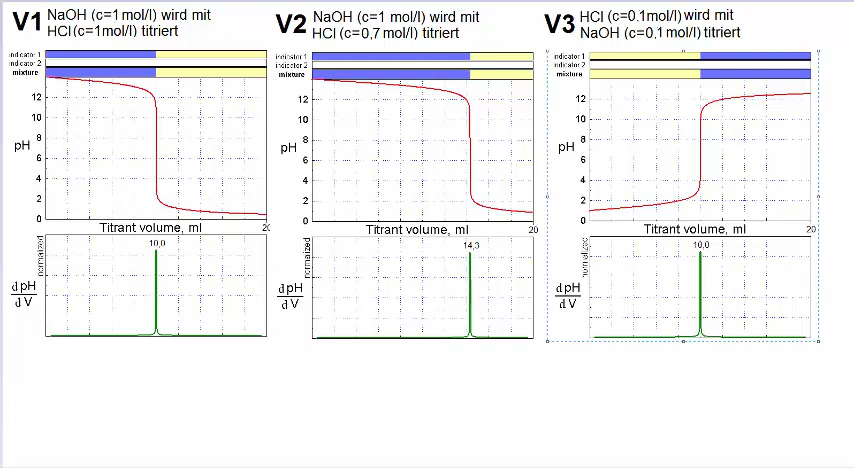 V1 NaOH (c=1mol/l) wird mit
HCl (c=1mol/l) titriert
indicator 1
indicator 2
mixture
12
10
pH
8
6
4
2
0
Titrant volume, ml
20
normalized
10,0
d pH
d V
V2 NaOH (c=1 mol/l) wird mit
HCl (c=0,7 mol/l) titriert
indicator 1
indicator 2
mixture
12
10
pH
8
6
4
2
0
Titrant volume, ml
20
normalized
14,3
d pH
d V
V3 HCl (c=0.1mol/l) wird mit
NaOH (c=0,1 mol/l) titriert
indicator 1
indicator 2
mixture
12
10
pH
8
6
4
2
0
Titrant volume, ml
20
normalized
10,0
d pH
d V